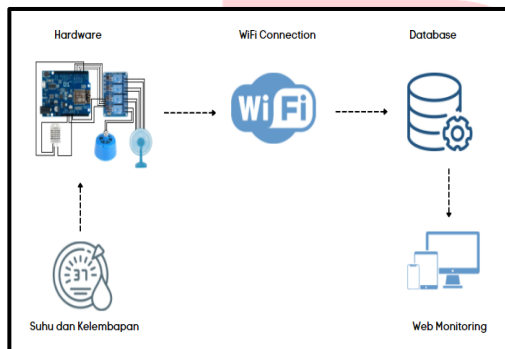 Hardware
WiFi Connection
Database
WiFi
37
Suhu dan Kelembapan
Web Monitoring